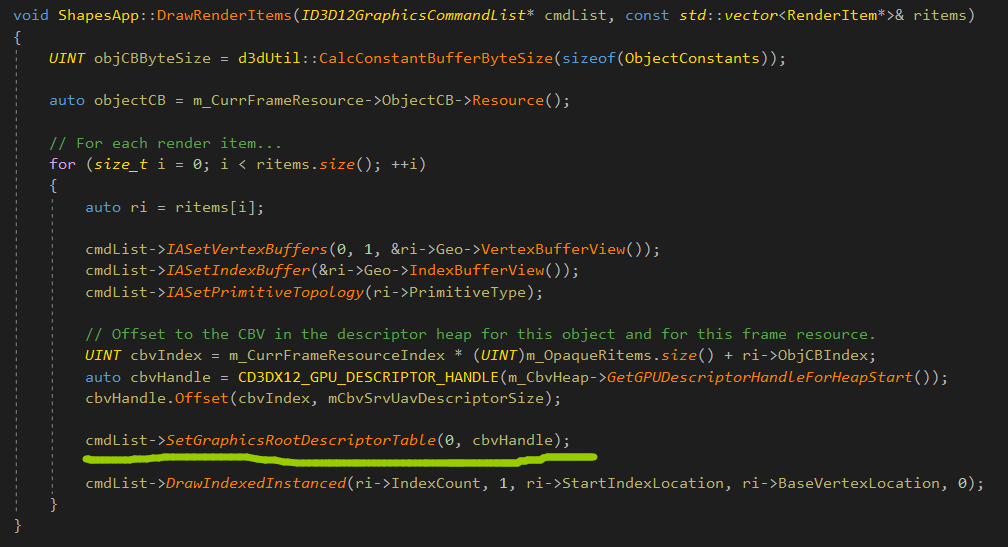 void ShapesApp::DrawRenderItems(ID3D12GraphicsCommandList* cmdList, const std::vector<RenderItem*>& ritems)
{
UINT objCBByteSize = d3dUtil::CalcConstantBufferByteSize(sizeof(ObjectConstants));
auto objectCB = m_CurrFrameResource->ObjectCB->Resource();
// For each render item...
for (size_t i = 0; i < ritems.size(); ++i)
{
auto ri = ritems[i];
cmdList->IASetVertexBuffers(0, 1, &ri->Geo->VertexBufferView());
cmdList->IASetIndexBuffer(&ri->Geo->IndexBufferView());
cmdList->IASetPrimitiveTopology(ri->PrimitiveType);
// Offset to the CBV in the descriptor heap for this object and for this frame resource.
UINT cbvIndex = m_CurrFrameResourceIndex * (UINT)m_OpaqueRitems.size() + ri->ObjCBIndex;
auto cbvHandle = CD3DX12_GPU_DESCRIPTOR_HANDLE(m_CbvHeap->GetGPUDescriptorHandleForHeapStart());
cbvHandle.Offset(cbvIndex, mCbvSrvUavDescriptorSize);
cmdList->SetGraphicsRootDescriptorTable(0, cbvHandle);
cmdList->DrawIndexedInstanced(ri->IndexCount, 1, ri->StartIndexLocation, ri->BaseVertexLocation, 0);
}
}